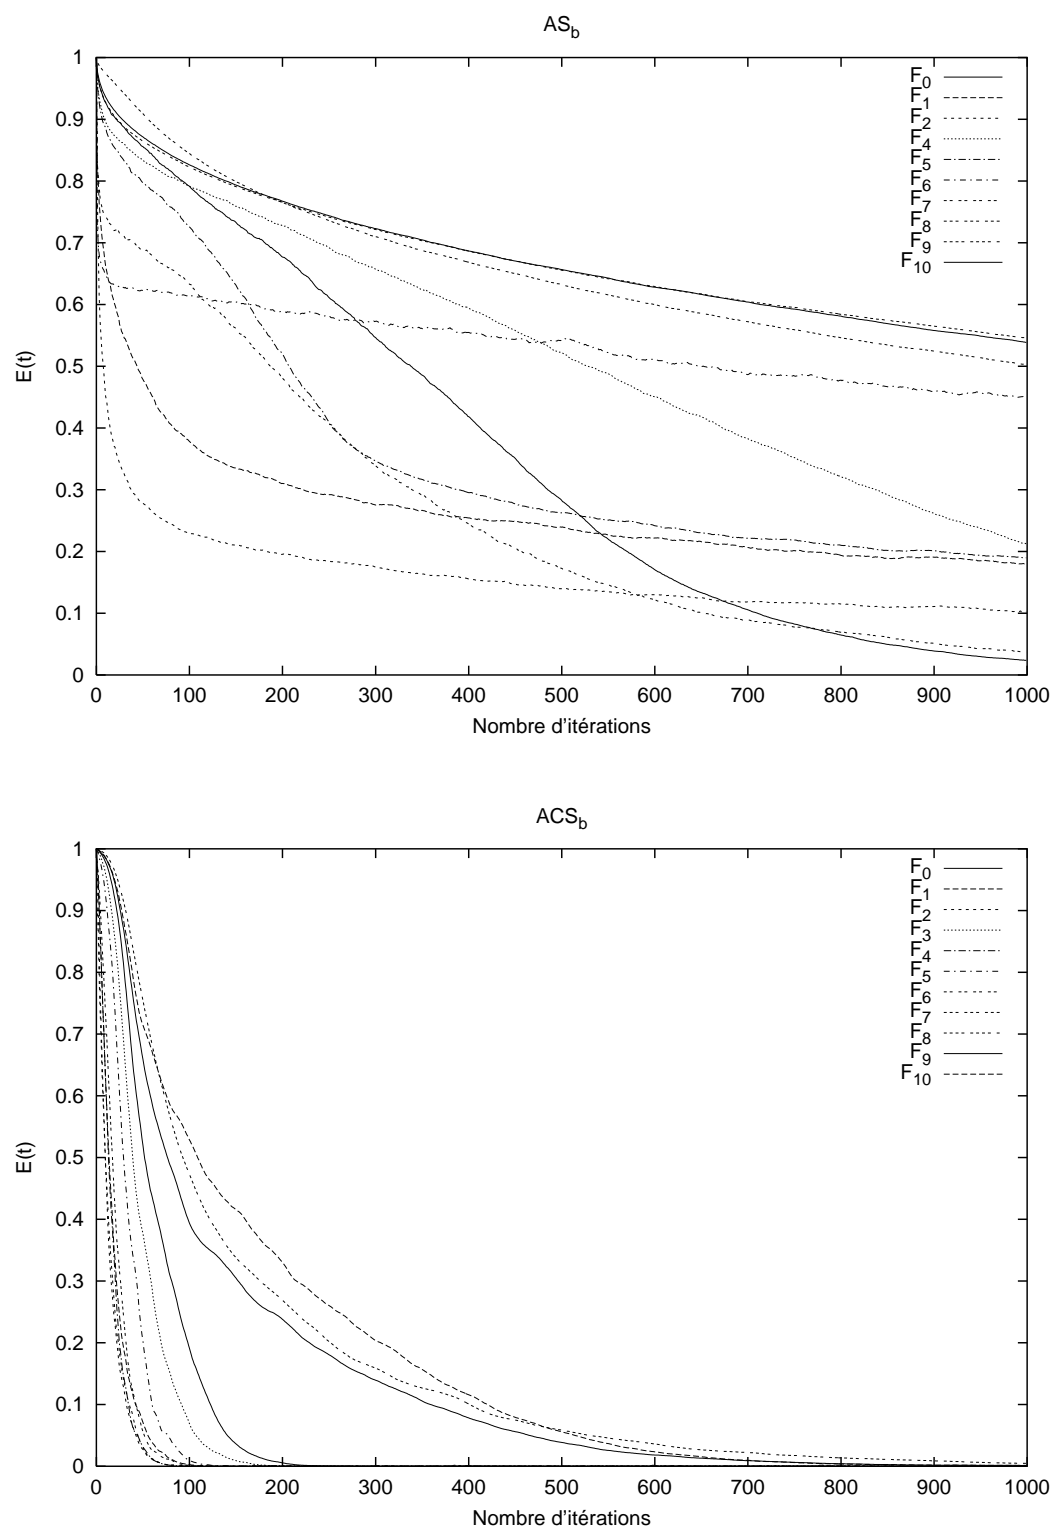 AS_b
1
0.9
0.8
0.7
0.6
0.5
0.4
0.3
0.2
0.1
0
E(t)
F_0
F_1
F_2
F_4
F_5
F_6
F_7
F_8
F_9
F_10
0 100 200 300 400 500 600 700 800 900 1000
Nombre d'itérations
ACS_b
1
0.9
0.8
0.7
0.6
0.5
0.4
0.3
0.2
0.1
0
E(t)
F_0
F_1
F_2
F_3
F_4
F_5
F_6
F_7
F_8
F_9
F_10
0 100 200 300 400 500 600 700 800 900 1000
Nombre d'itérations